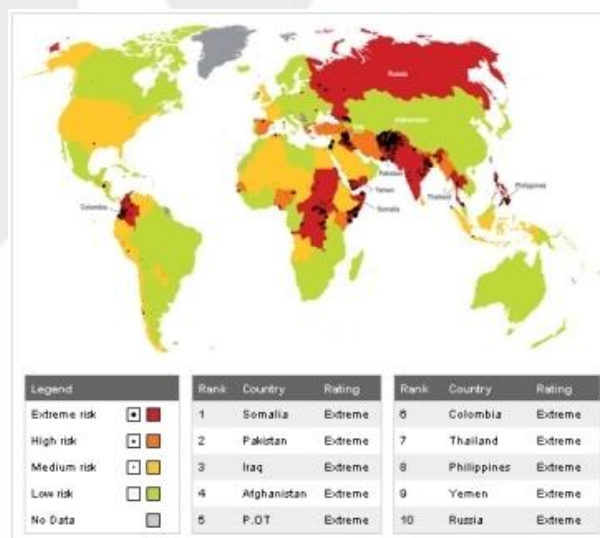 Russia
Afghanistan
Pakistan
Yemen
Somalia
Thailand
Philippines
Colombia
Legend
Extreme risk
High risk
Medium risk
Low risk
No Data
Rank Country Rating
1 Somalia Extreme
2 Pakistan Extreme
3 Iraq Extreme
4 Afghanistan Extreme
5 P.OT Extreme
Rank Country Rating
6 Colombia Extreme
7 Thailand Extreme
8 Philippines Extreme
9 Yemen Extreme
10 Russia Extreme